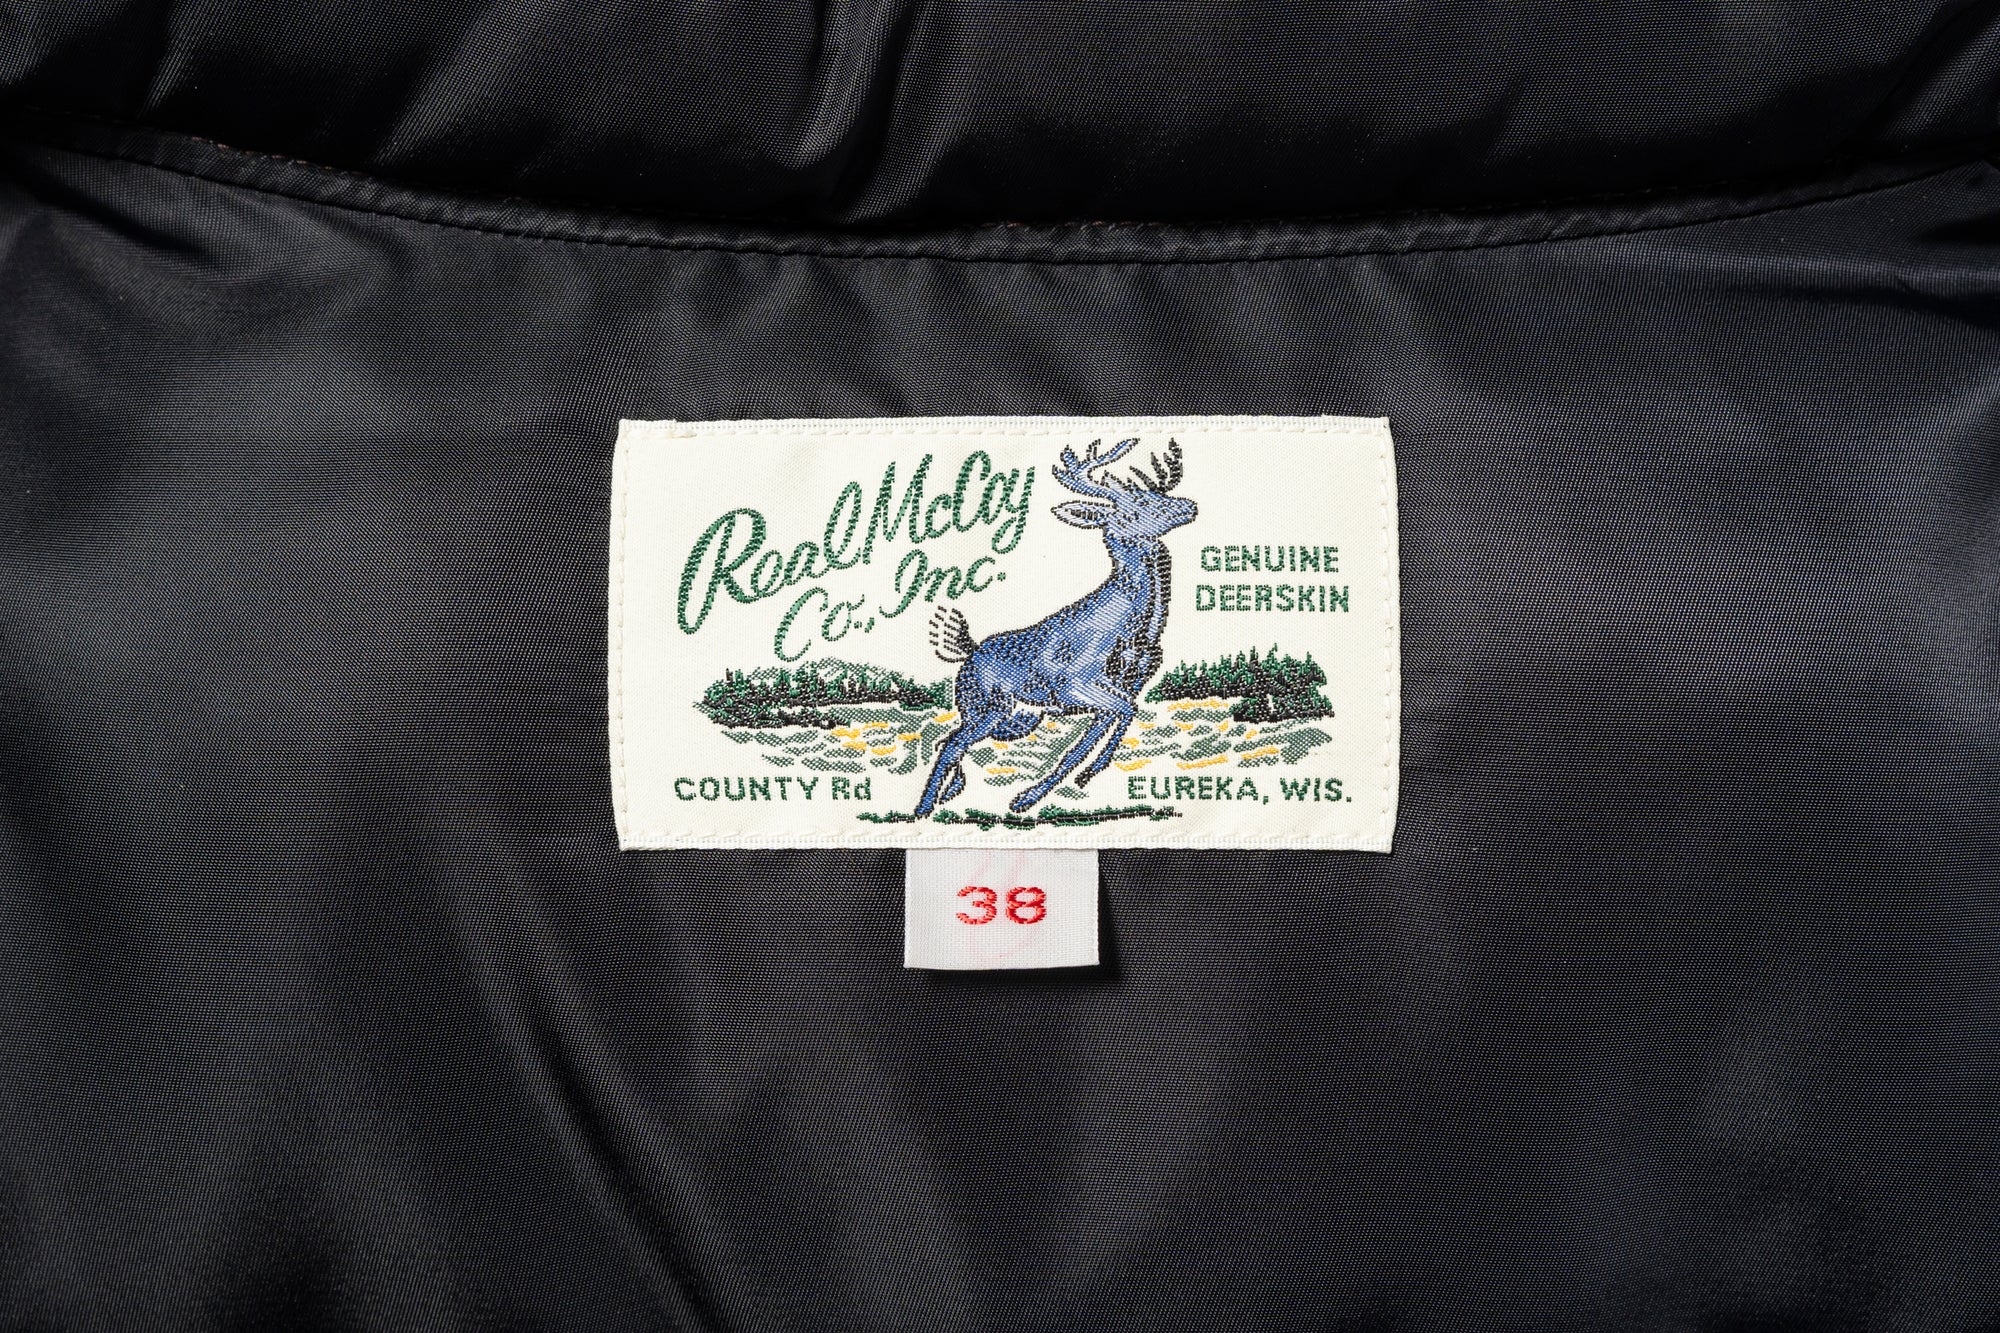 Real McCoy
Co., Inc.
GENUINE
DEERSKIN
COUNTY Rd
EUREKA, WIS.
38